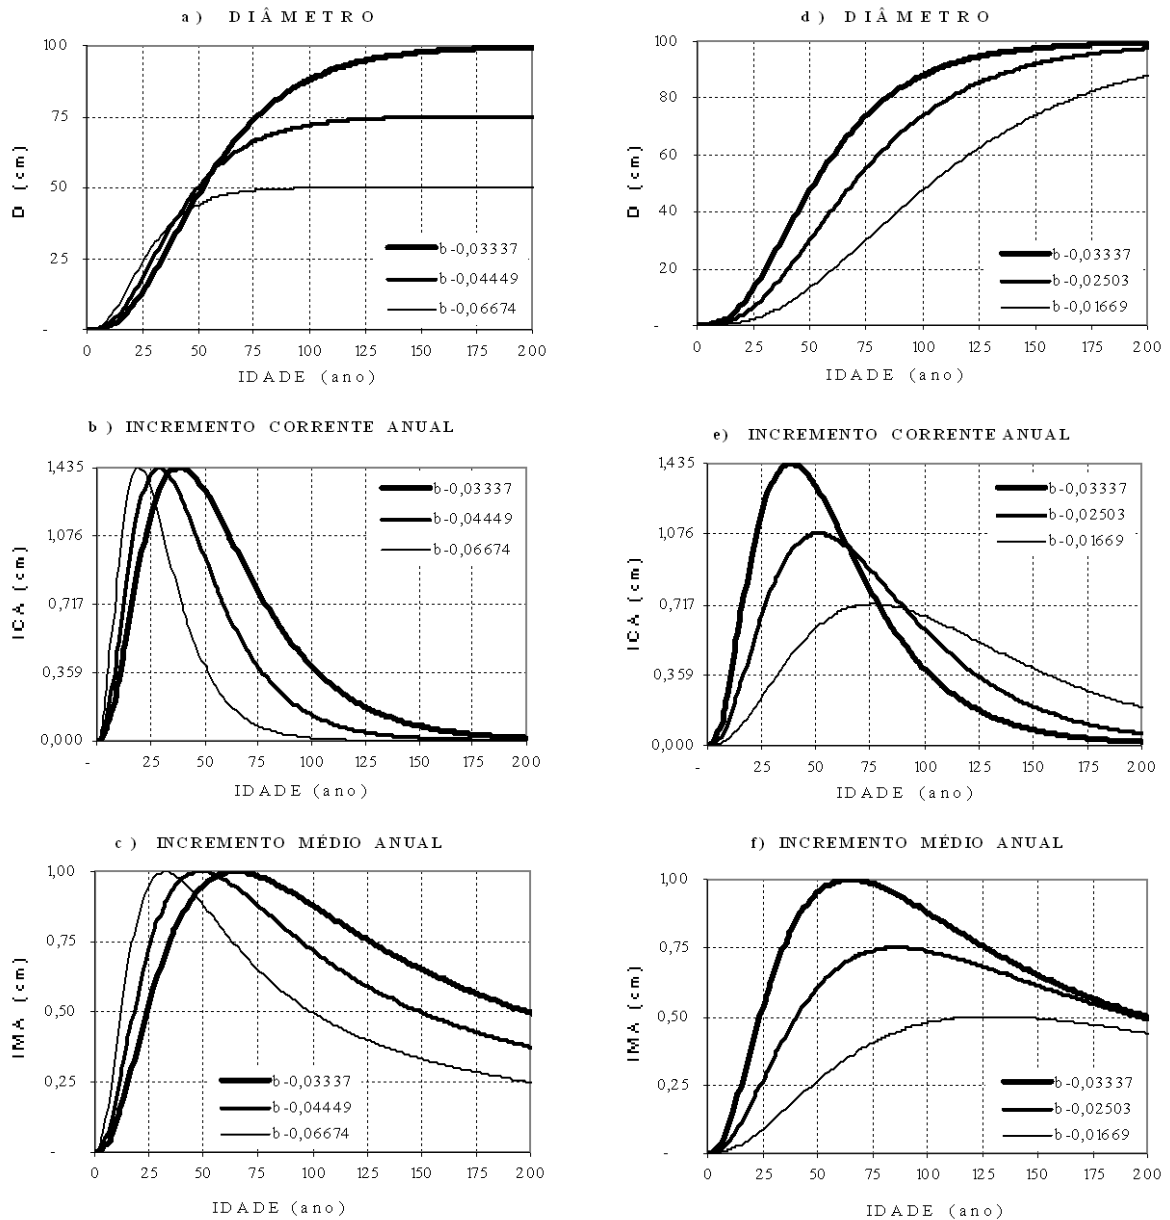 a ) DIÂMETRO
D (cm)
100
75
50
25
-
b-0,03337
b-0,04449
b-0,06674
0 25 50 75 100 125 150 175 200
IDADE (ano)
d ) DIÂMETRO
D (cm)
100
80
60
40
20
-
b-0,03337
b-0,02503
b-0,01669
0 25 50 75 100 125 150 175 200
IDADE (ano)
b ) INCREMENTO CORRENTE ANUAL
ICA (cm)
1,435
1,076
0,717
0,359
0,000
b-0,03337
b-0,04449
b-0,06674
- 25 50 75 100 125 150 175 200
IDADE (ano)
e) INCREMENTO CORRENTE ANUAL
ICA (cm)
1,435
1,076
0,717
0,359
0,000
b-0,03337
b-0,02503
b-0,01669
- 25 50 75 100 125 150 175 200
IDADE (ano)
c ) INCREMENTO MÉDIO ANUAL
IMA (cm)
1,00
0,75
0,50
0,25
-
b-0,03337
b-0,04449
b-0,06674
0 25 50 75 100 125 150 175 200
IDADE (ano)
f) INCREMENTO MÉDIO ANUAL
IMA (cm)
1,00
0,75
0,50
0,25
-
b-0,03337
b-0,02503
b-0,01669
0 25 50 75 100 125 150 175 200
IDADE (ano)